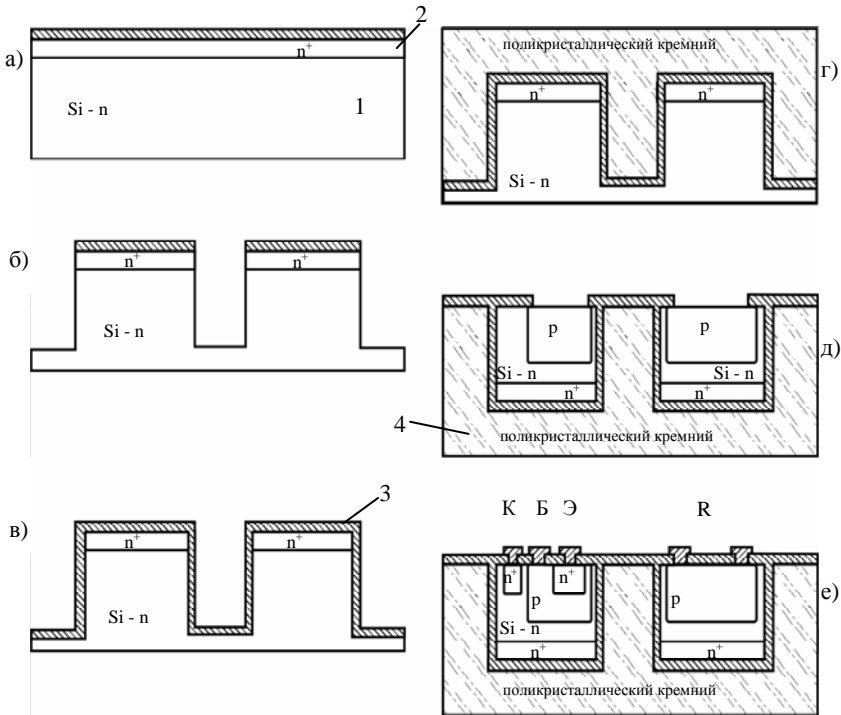 а)
2
n+
Si - n
1
б)
n+
n+
Si - n
в)
3
n+
n+
Si - n
г)
поликристаллический кремний
n+
n+
Si - n
д)
p
p
Si - n
Si - n
n+
n+
4
поликристаллический кремний
К
Б
Э
R
е)
n+
n+
p
p
Si - n
n+
n+
поликристаллический кремний